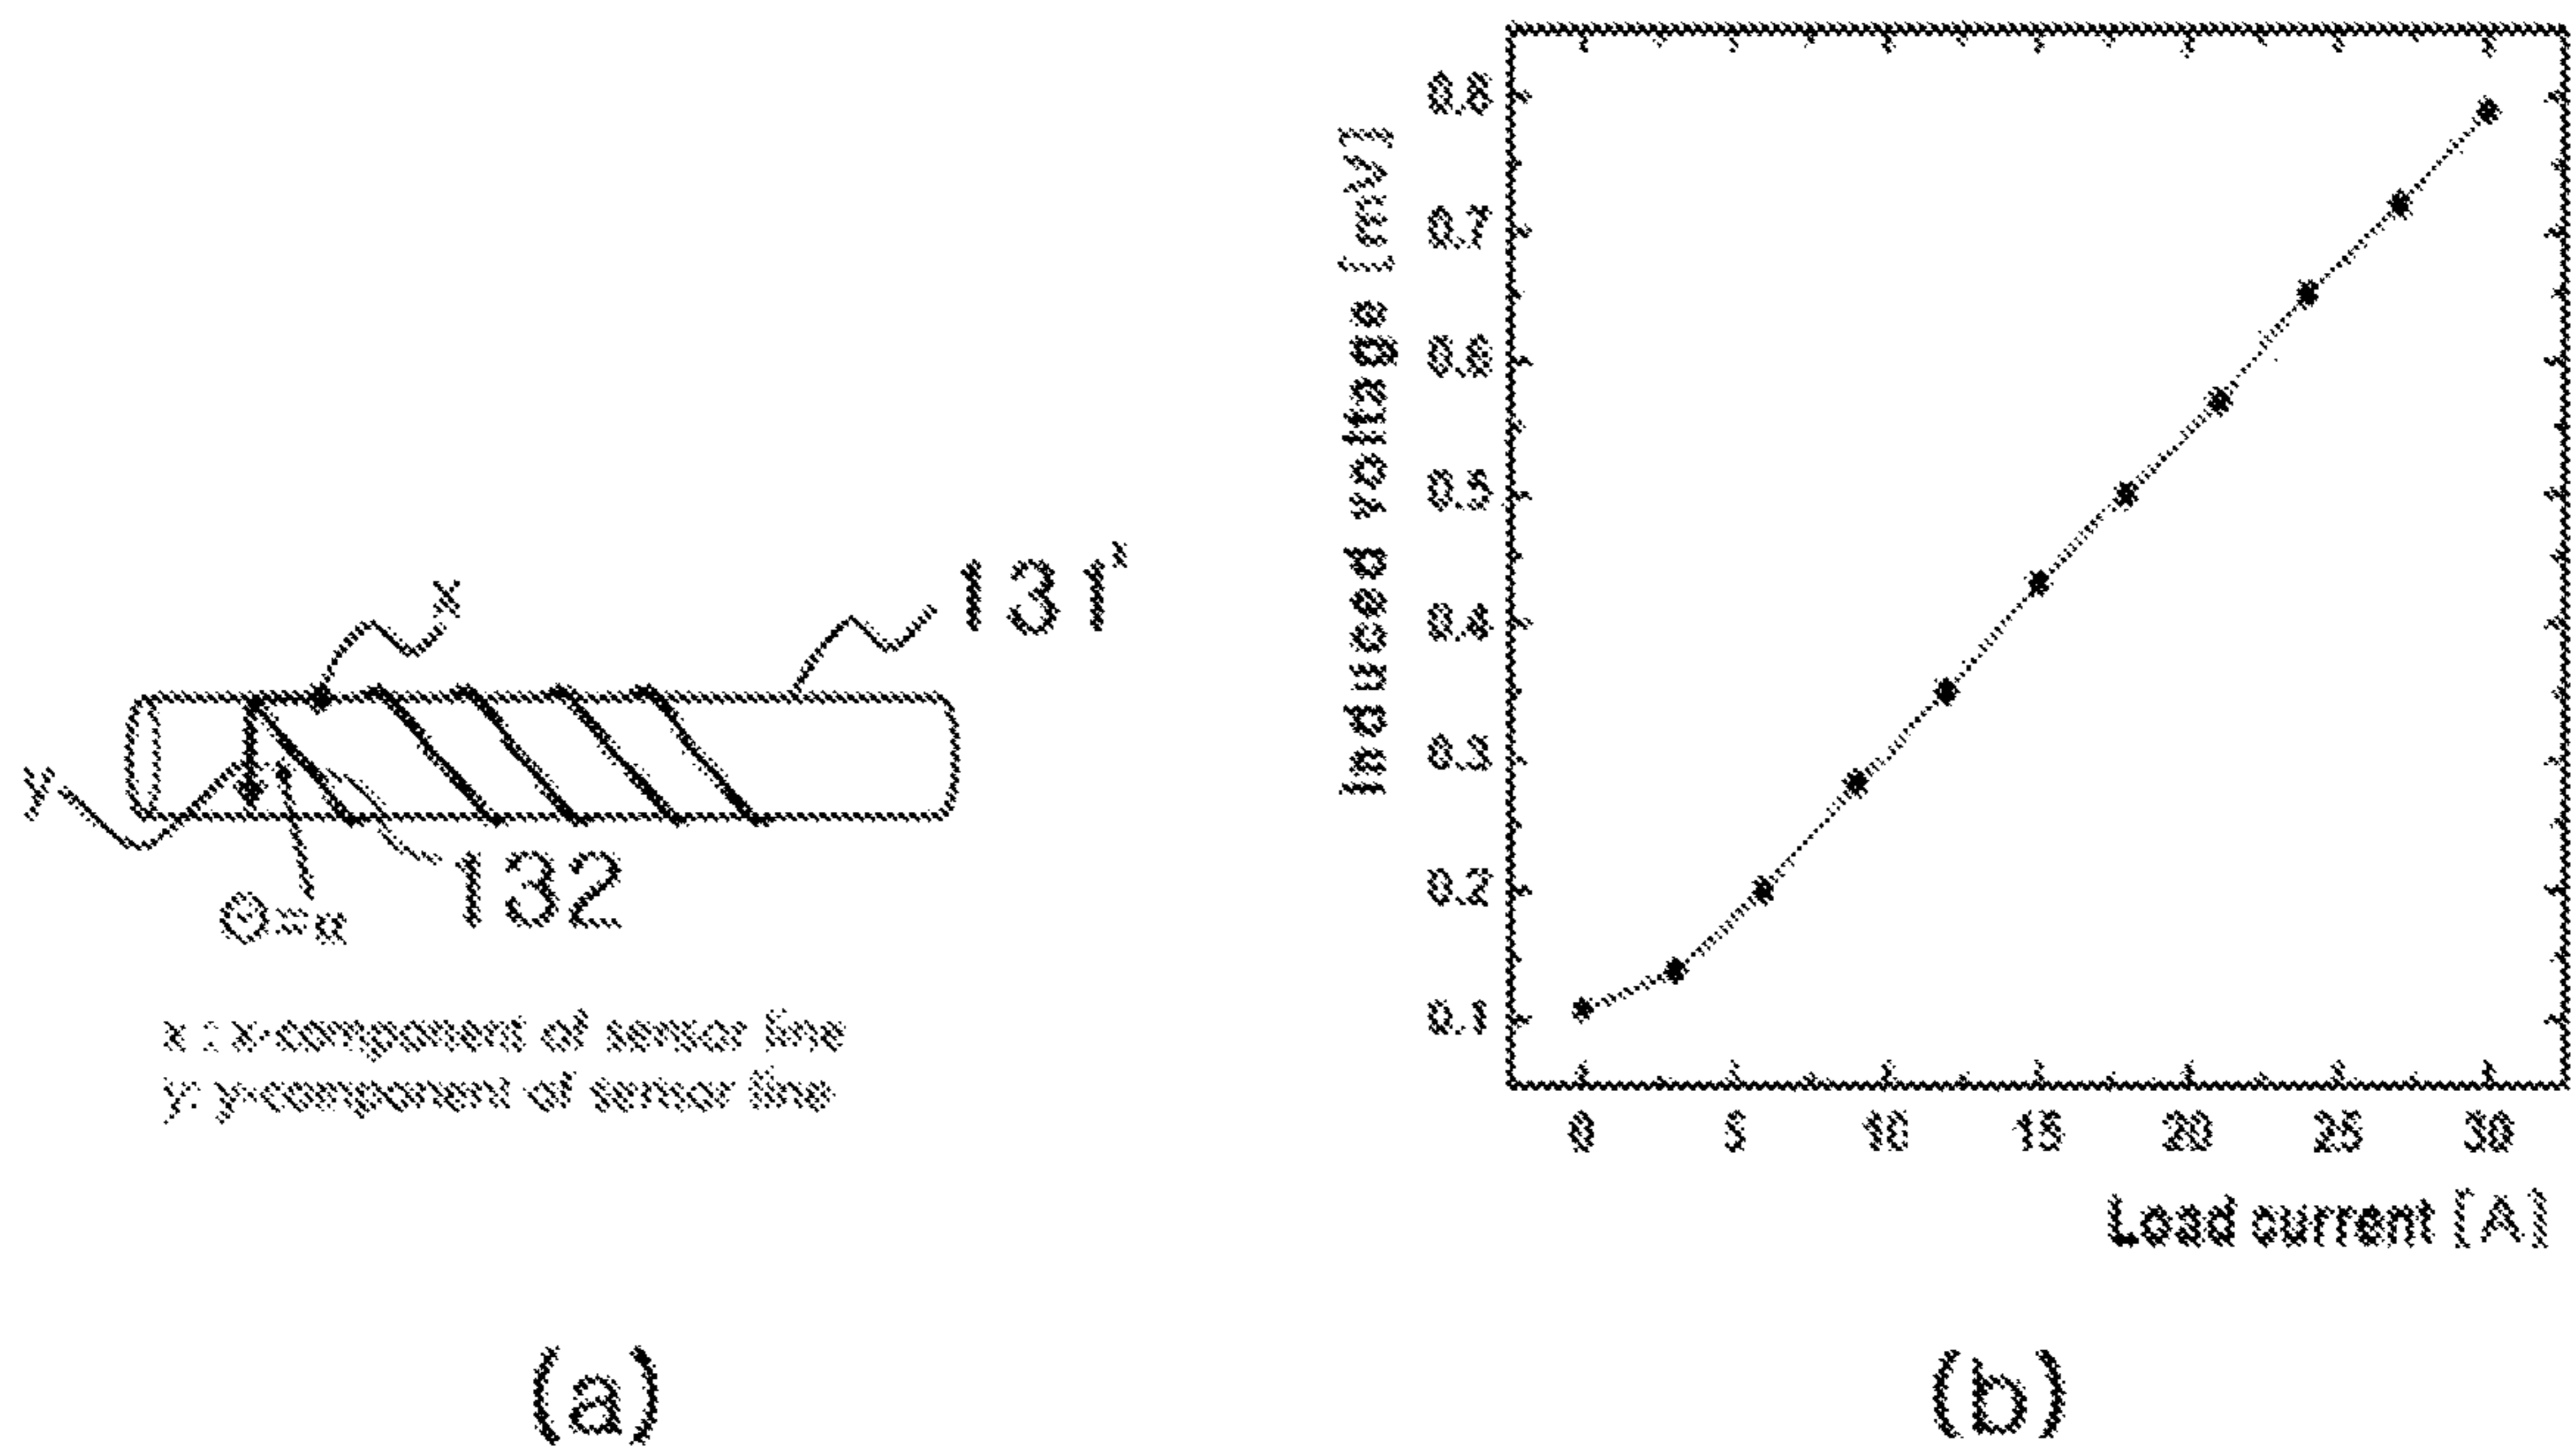 x
131'
y
132
Θ=α
x : x-component of sensor line
y: y-component of sensor line
(a)
Induced voltage [mV]
0.8
0.7
0.6
0.5
0.4
0.3
0.2
0.1
0 5 10 15 20 25 30
Load current [A]
(b)